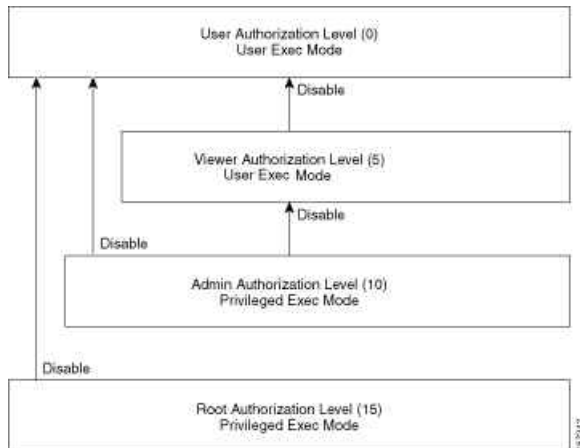 User Authorization Level (0)
User Exec Mode
Disable
Viewer Authorization Level (5)
User Exec Mode
Disable
Disable
Admin Authorization Level (10)
Privileged Exec Mode
Disable
Root Authorization Level (15)
Privileged Exec Mode